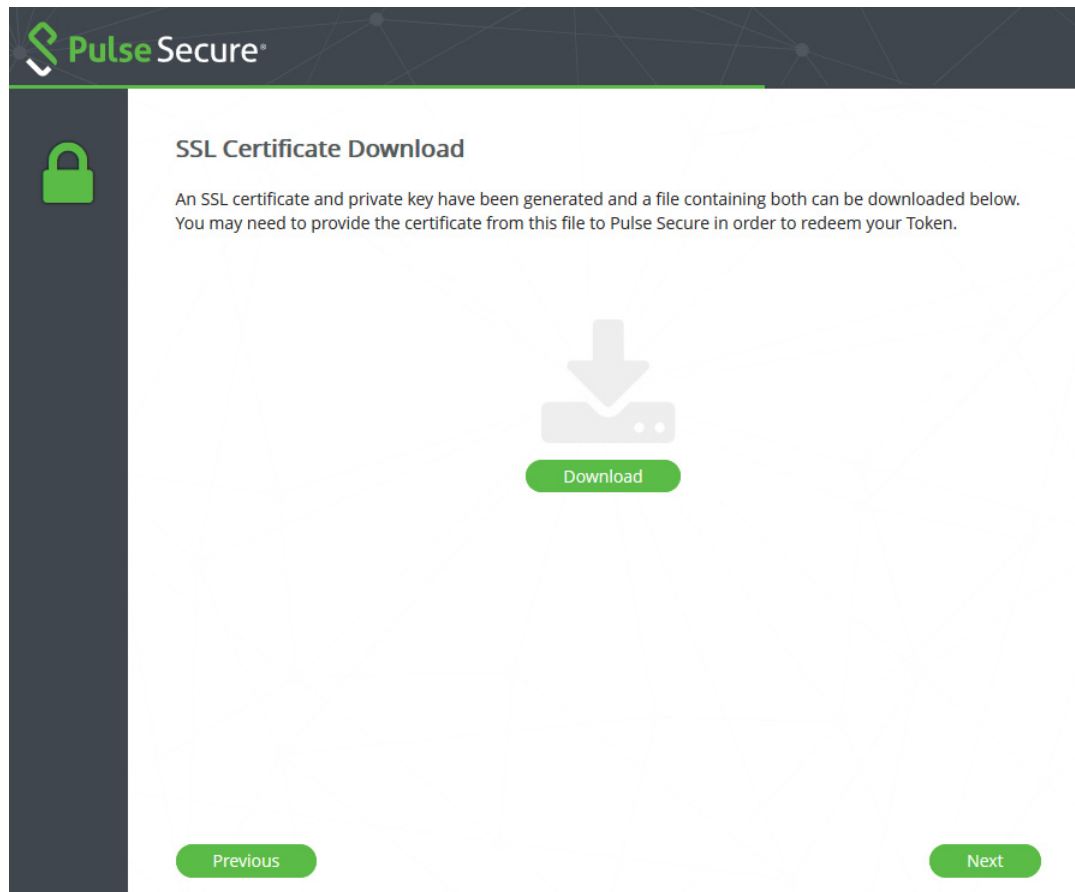 Pulse Secure®
SSL Certificate Download
An SSL certificate and private key have been generated and a file containing both can be downloaded below.
You may need to provide the certificate from this file to Pulse Secure in order to redeem your Token.
Download
Previous
Next